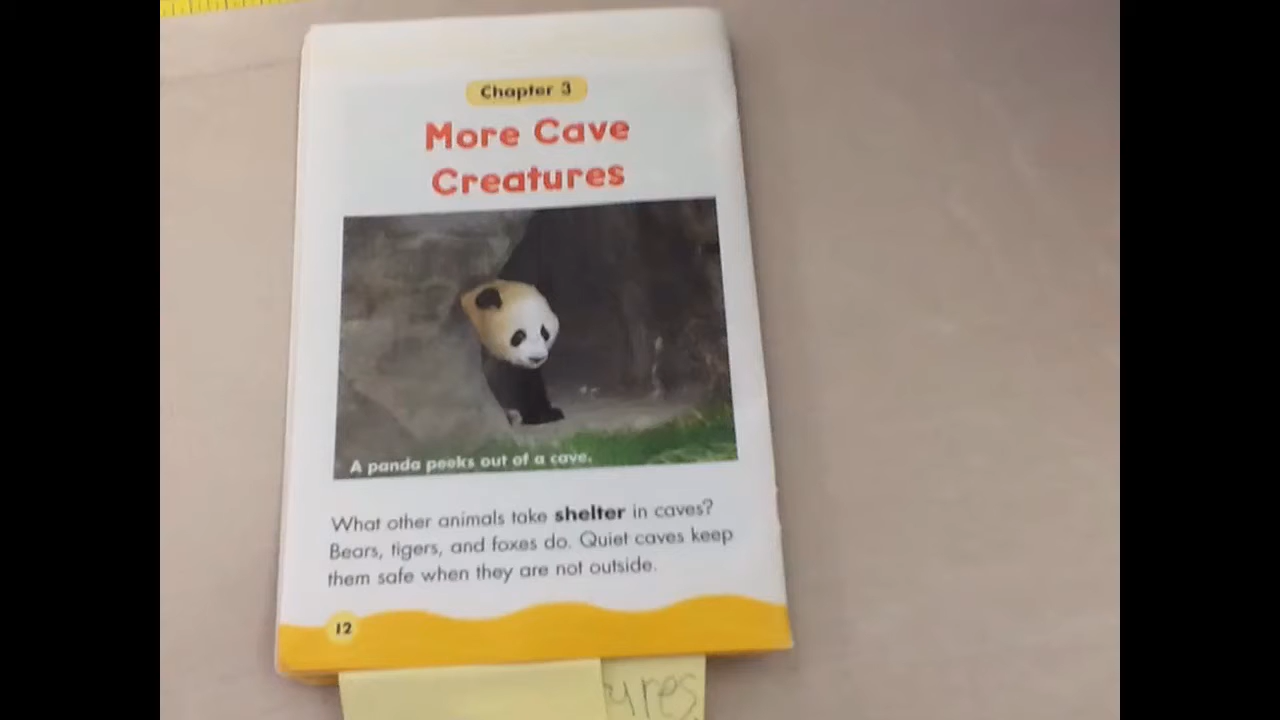 Chapter 3
More Cave
Creatures
A panda peeks out of a cave.
What other animals take shelter in caves?
Bears, tigers, and foxes do. Quiet caves keep
them safe when they are not outside.
12
ures